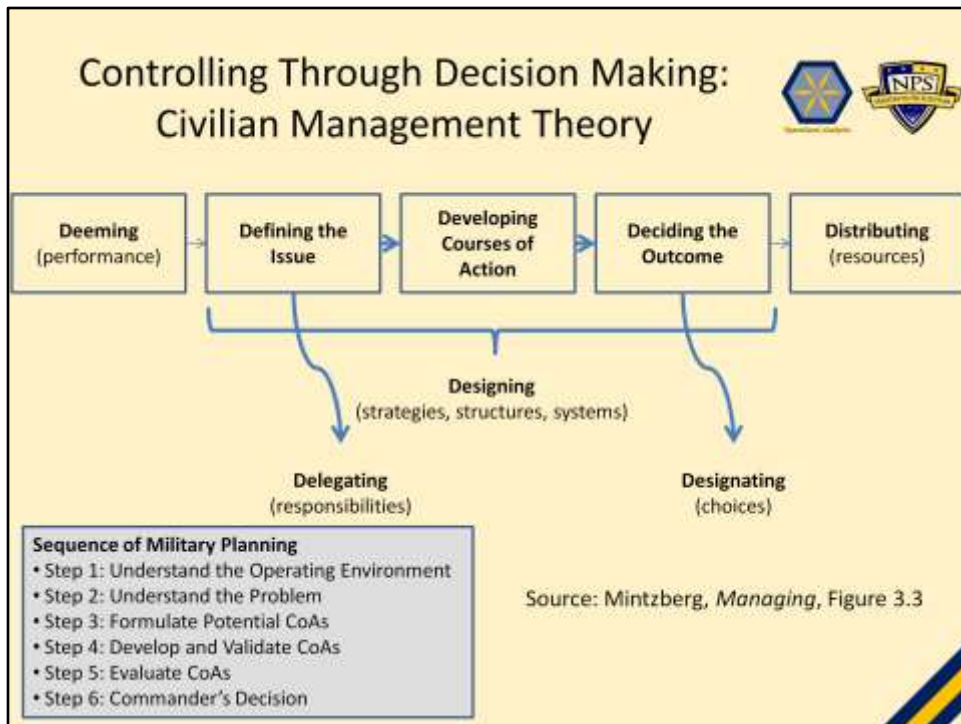 Controlling Through Decision Making:
Civilian Management Theory
NPS
Deeming
(performance)
Defining the
Issue
Developing
Courses of
Action
Deciding the
Outcome
Distributing
(resources)
Designing
(strategies, structures, systems)
Delegating
(responsibilities)
Designating
(choices)
Sequence of Military Planning
• Step 1: Understand the Operating Environment
• Step 2: Understand the Problem
• Step 3: Formulate Potential CoAs
• Step 4: Develop and Validate CoAs
• Step 5: Evaluate CoAs
• Step 6: Commander's Decision
Source: Mintzberg, Managing, Figure 3.3